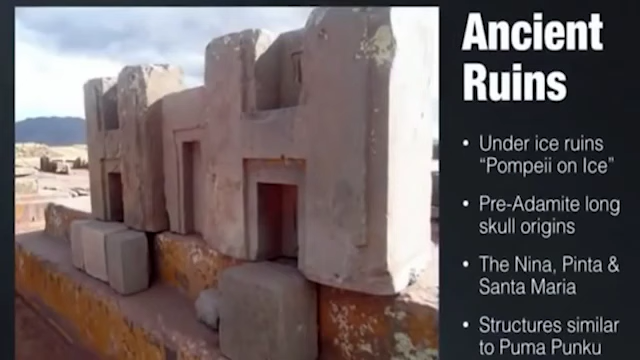 Ancient
Ruins
• Under ice ruins
“Pompeii on Ice”
• Pre-Adamite long
skull origins
• The Nina, Pinta &
Santa Maria
• Structures similar
to Puma Punku